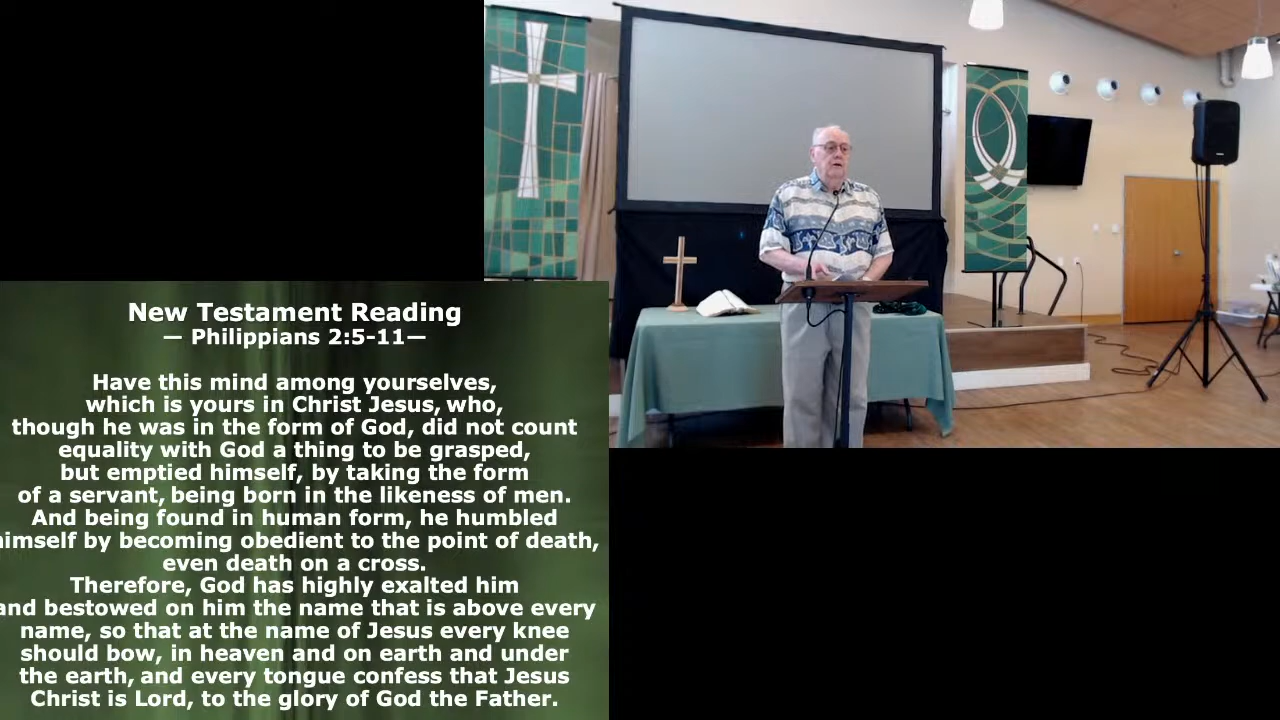 New Testament Reading
— Philippians 2:5-11—
Have this mind among yourselves,
which is yours in Christ Jesus, who,
though he was in the form of God, did not count
equality with God a thing to be grasped,
but emptied himself, by taking the form
of a servant, being born in the likeness of men.
And being found in human form, he humbled
himself by becoming obedient to the point of death,
even death on a cross.
Therefore, God has highly exalted him
and bestowed on him the name that is above every
name, so that at the name of Jesus every knee
should bow, in heaven and on earth and under
the earth, and every tongue confess that Jesus
Christ is Lord, to the glory of God the Father.